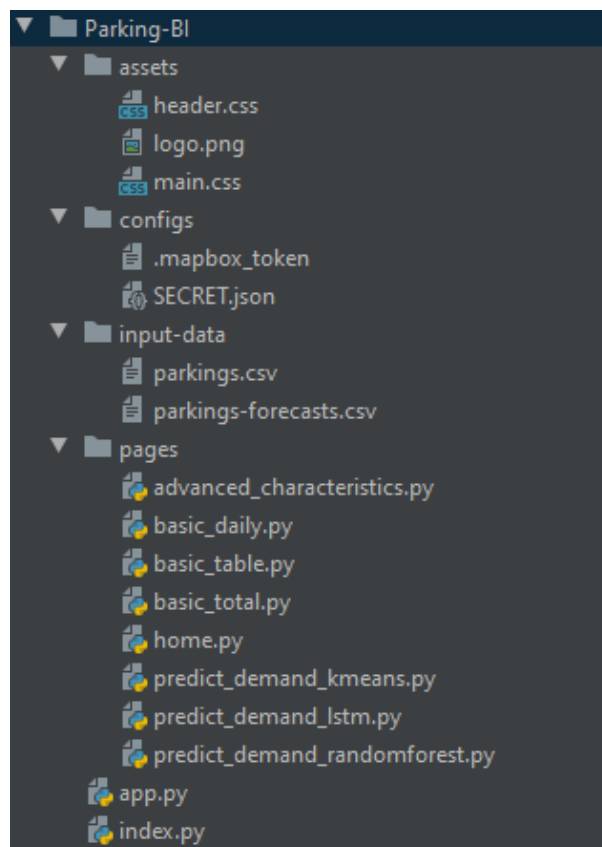 Parking-BI
assets
CSS header.css
logo.png
CSS main.css
configs
.mapbox_token
SECRET.json
input-data
parkings.csv
parkings-forecasts.csv
pages
advanced_characteristics.py
basic_daily.py
basic_table.py
basic_total.py
home.py
predict_demand_kmeans.py
predict_demand_lstm.py
predict_demand_randomforest.py
app.py
index.py